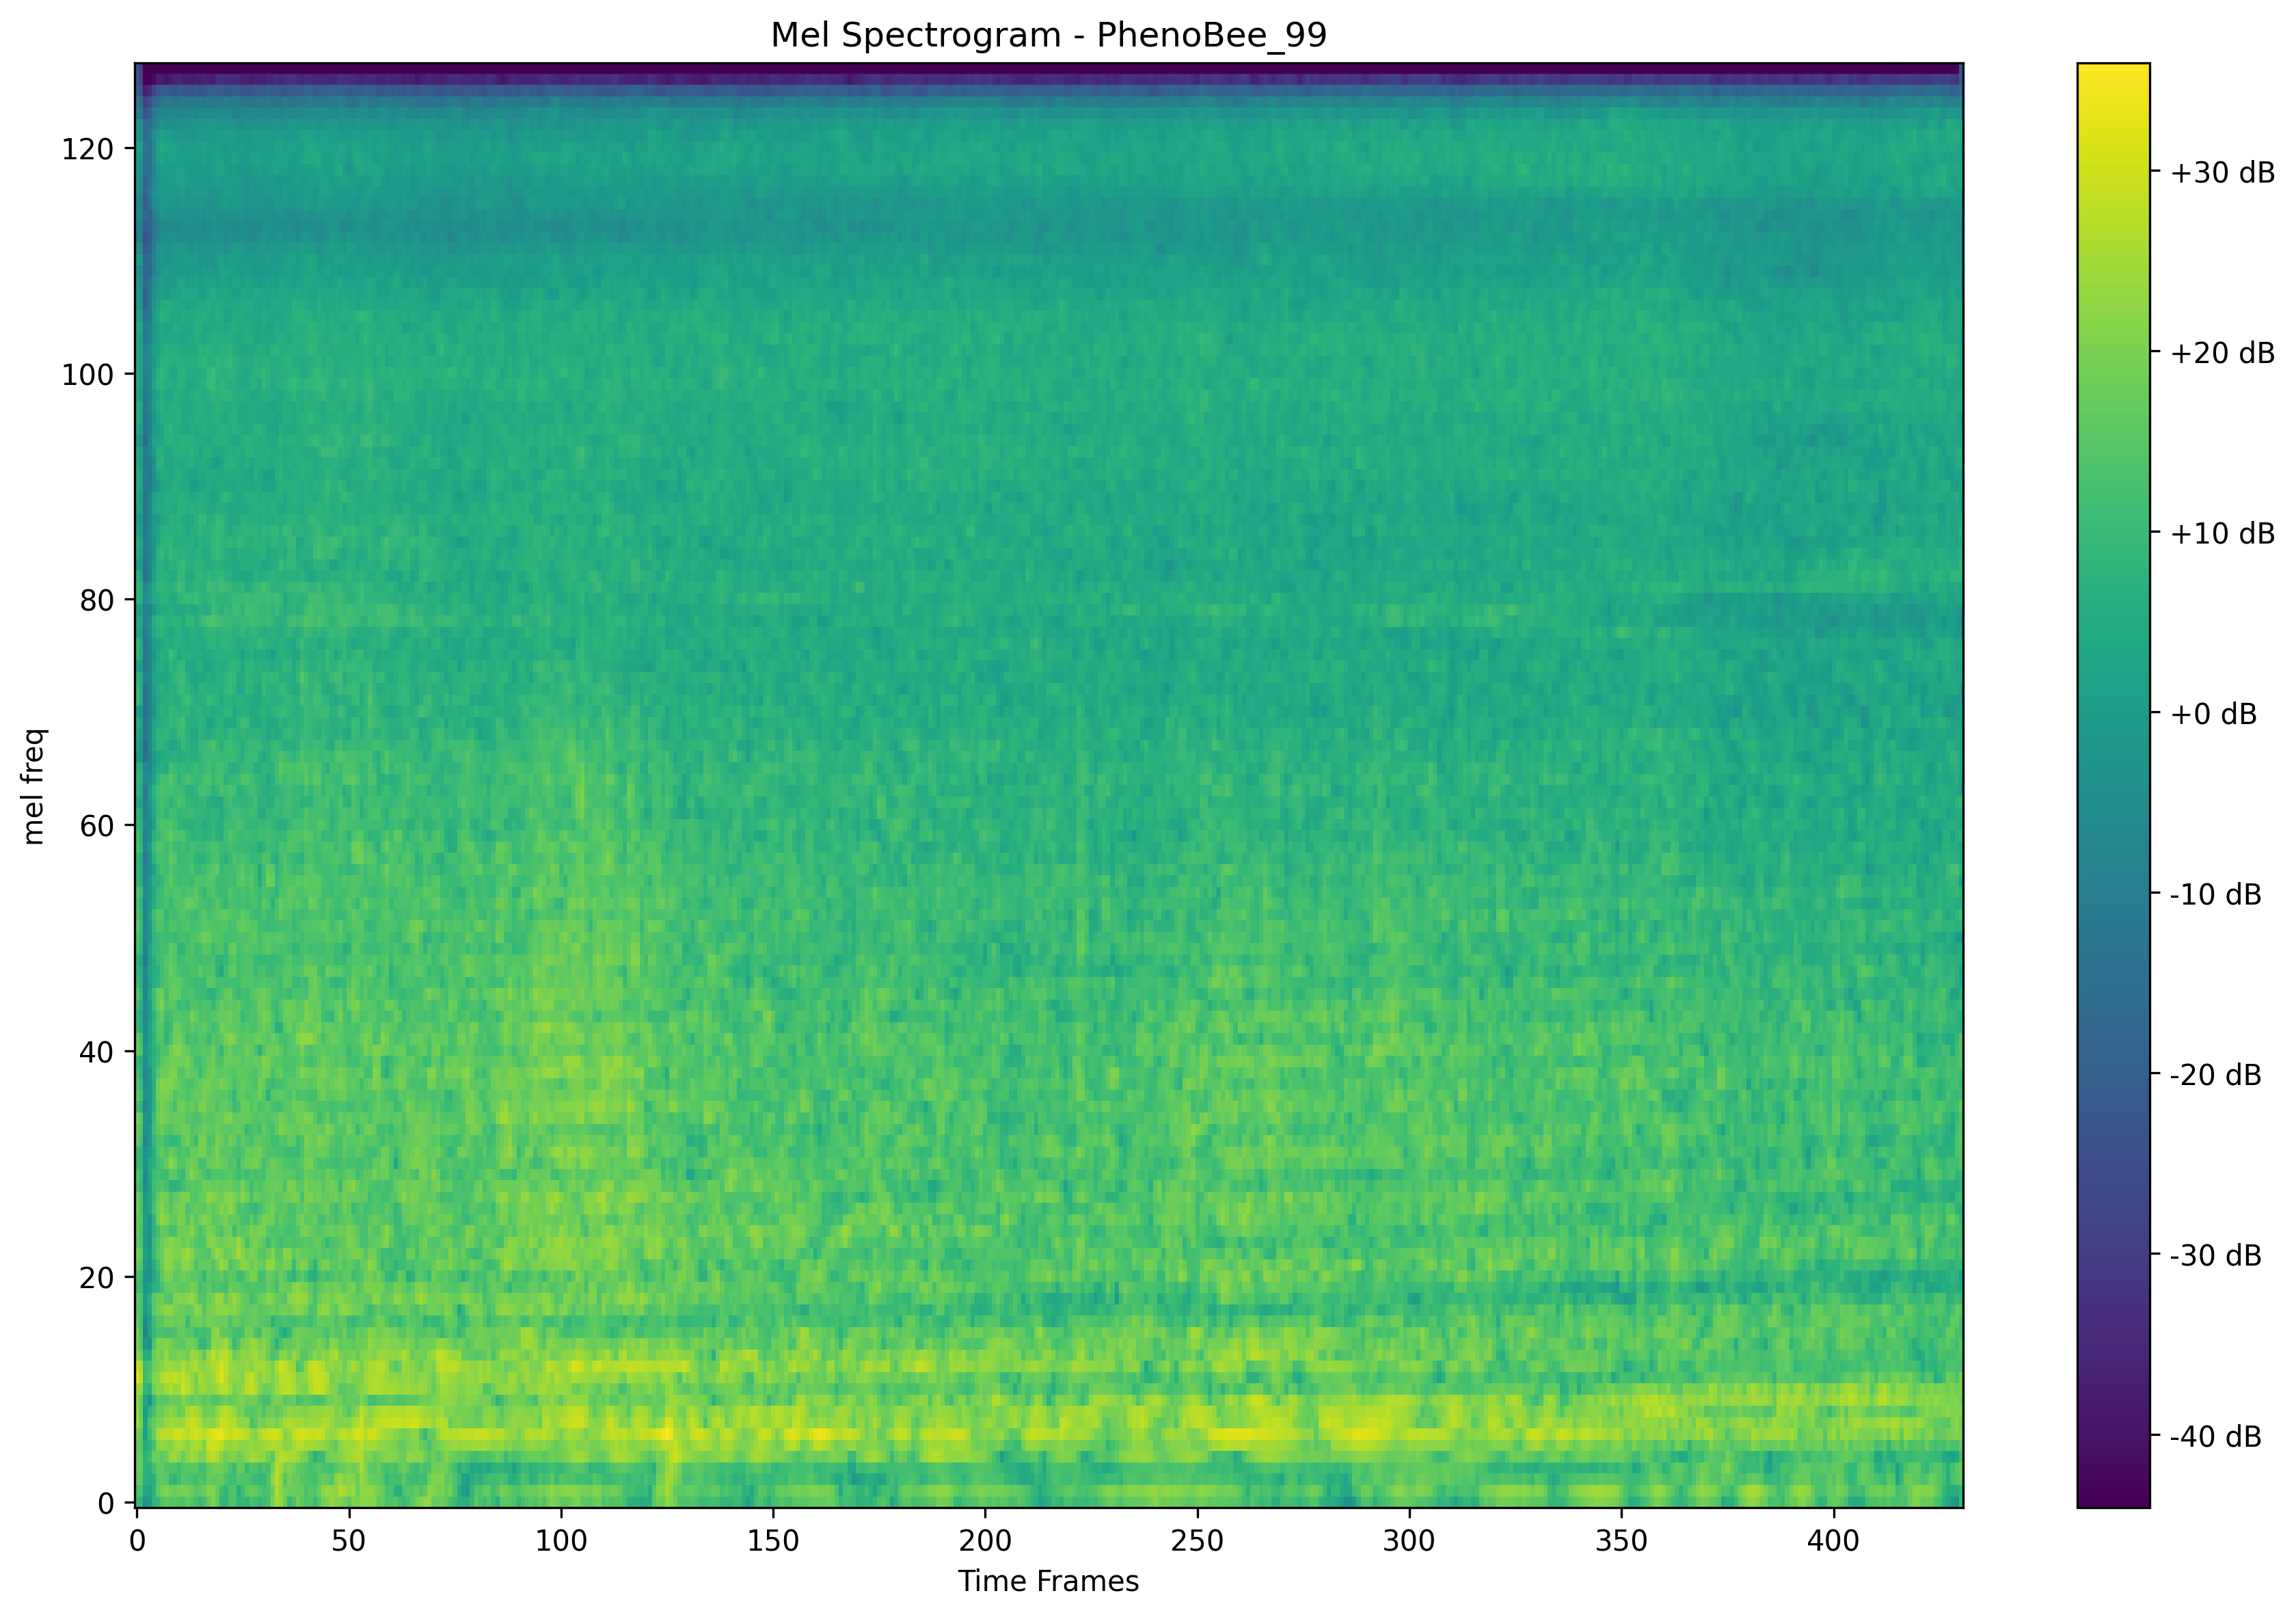 Mel Spectrogram - PhenoBee_99
mel freq
120
100
80
60
40
20
0
0 50 100 150 200 250 300 350 400
Time Frames
+30 dB
+20 dB
+10 dB
+0 dB
-10 dB
-20 dB
-30 dB
-40 dB